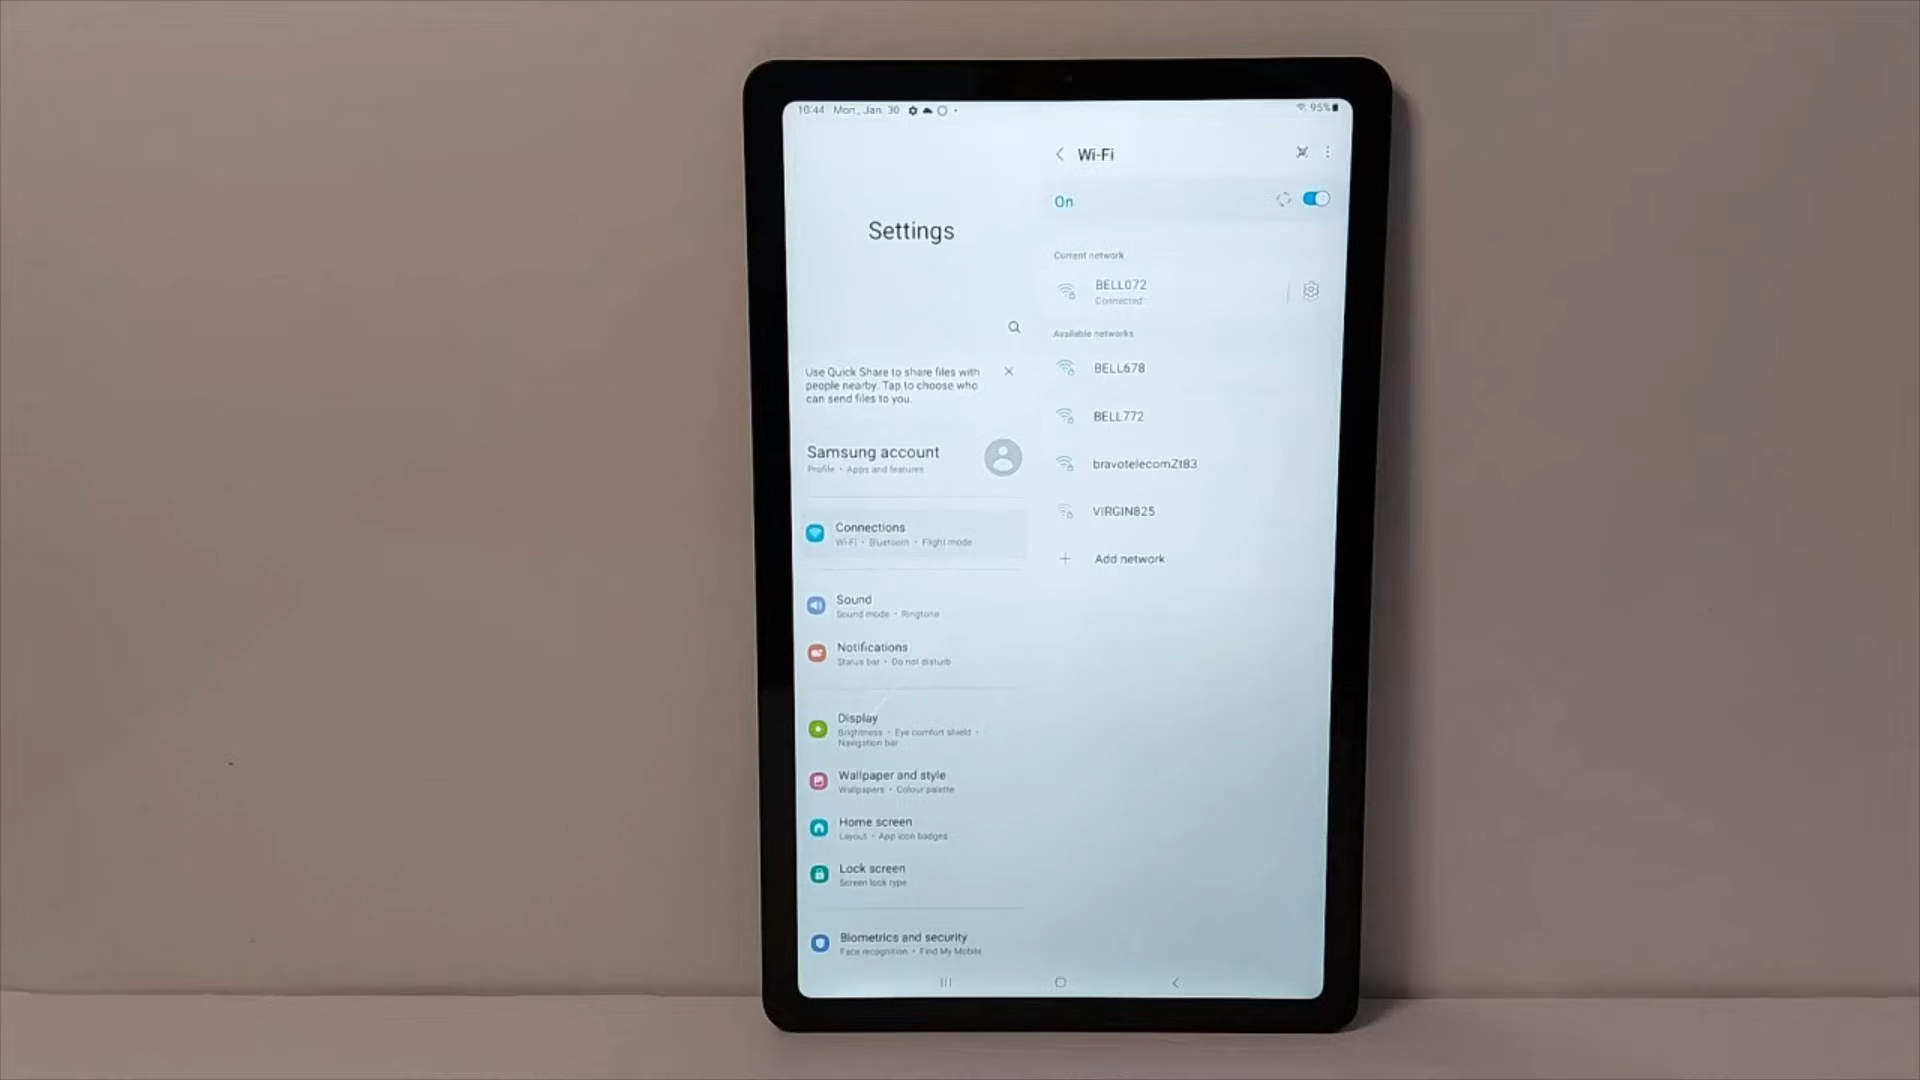 10:44 Mon, Jan. 30
95%
Settings
Use Quick Share to share files with
people nearby. Tap to choose who
can send files to you.
Samsung account
Profile • Apps and features
Connections
Wi-Fi • Bluetooth • Flight mode
Sound
Sound mode • Ringtone
Notifications
Status bar • Do not disturb
Display
Brightness • Eye comfort shield •
Navigation bar
Wallpaper and style
Wallpapers • Colour palette
Home screen
Layout • App icon badges
Lock screen
Screen lock type
Biometrics and security
Face recognition • Find My Mobile
Wi-Fi
On
Current network
BELL072
Connected
Available networks
BELL678
BELL772
bravotelecomZt83
VIRGIN825
Add network